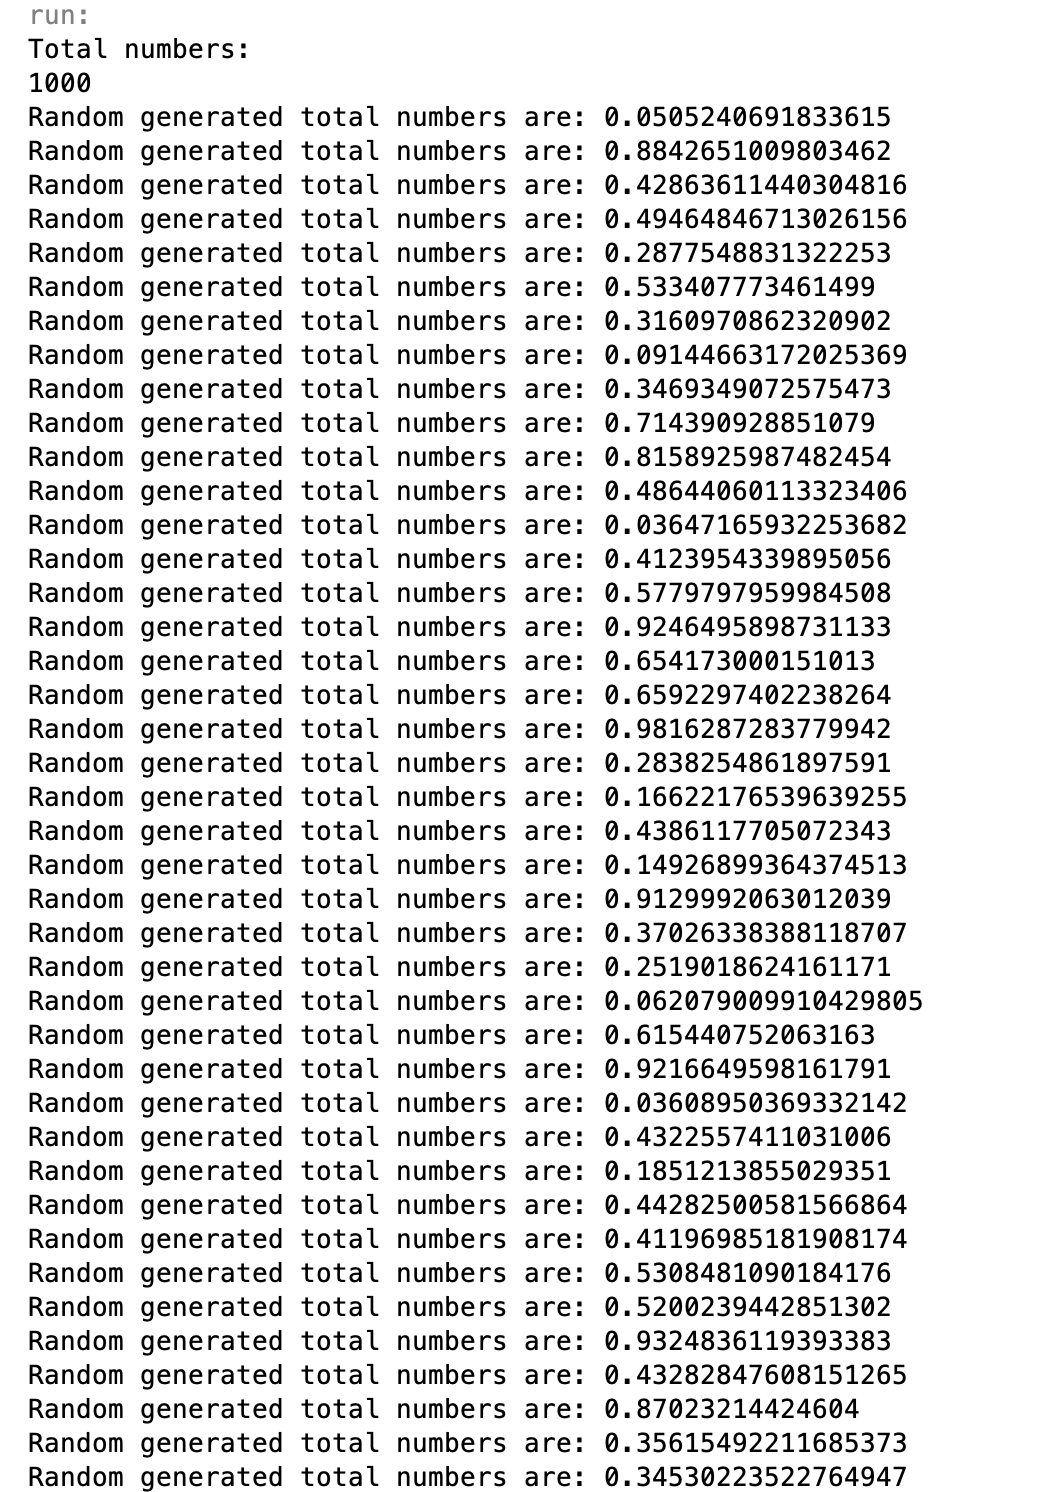 run:
Total numbers:
1000
Random generated total numbers are: 0.0505240691833615
Random generated total numbers are: 0.8842651009803462
Random generated total numbers are: 0.42863611440304816
Random generated total numbers are: 0.49464846713026156
Random generated total numbers are: 0.2877548831322253
Random generated total numbers are: 0.533407773461499
Random generated total numbers are: 0.3160970862320902
Random generated total numbers are: 0.09144663172025369
Random generated total numbers are: 0.3469349072575473
Random generated total numbers are: 0.714390928851079
Random generated total numbers are: 0.8158925987482454
Random generated total numbers are: 0.48644060113323406
Random generated total numbers are: 0.03647165932253682
Random generated total numbers are: 0.4123954339895056
Random generated total numbers are: 0.5779797959984508
Random generated total numbers are: 0.9246495898731133
Random generated total numbers are: 0.654173000151013
Random generated total numbers are: 0.6592297402238264
Random generated total numbers are: 0.9816287283779942
Random generated total numbers are: 0.2838254861897591
Random generated total numbers are: 0.16622176539639255
Random generated total numbers are: 0.4386117705072343
Random generated total numbers are: 0.14926899364374513
Random generated total numbers are: 0.9129992063012039
Random generated total numbers are: 0.37026338388118707
Random generated total numbers are: 0.2519018624161171
Random generated total numbers are: 0.062079009910429805
Random generated total numbers are: 0.615440752063163
Random generated total numbers are: 0.9216649598161791
Random generated total numbers are: 0.03608950369332142
Random generated total numbers are: 0.4322557411031006
Random generated total numbers are: 0.1851213855029351
Random generated total numbers are: 0.44282500581566864
Random generated total numbers are: 0.41196985181908174
Random generated total numbers are: 0.5308481090184176
Random generated total numbers are: 0.5200239442851302
Random generated total numbers are: 0.9324836119393383
Random generated total numbers are: 0.43282847608151265
Random generated total numbers are: 0.87023214424604
Random generated total numbers are: 0.35615492211685373
Random generated total numbers are: 0.34530223522764947